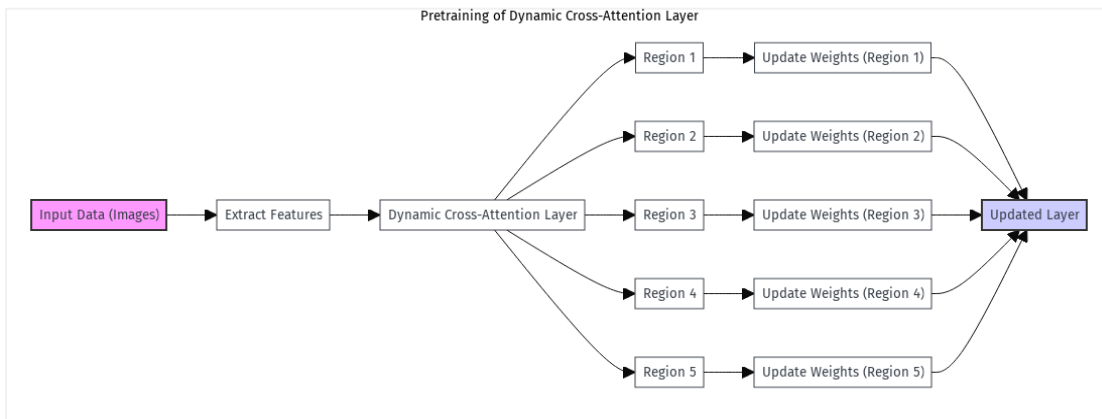 Pretraining of Dynamic Cross-Attention Layer
Input Data (Images)
Extract Features
Dynamic Cross-Attention Layer
Region 1
Update Weights (Region 1)
Region 2
Update Weights (Region 2)
Region 3
Update Weights (Region 3)
Region 4
Update Weights (Region 4)
Region 5
Update Weights (Region 5)
Updated Layer